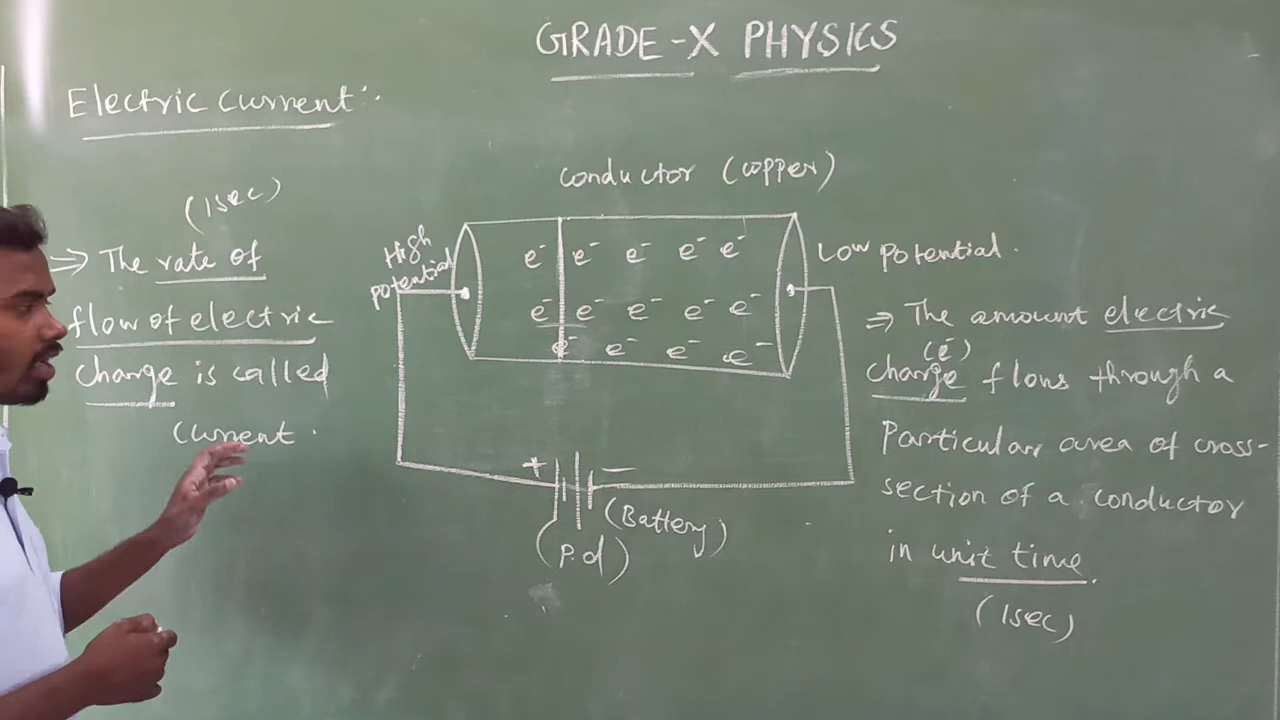 GRADE-X PHYSICS
Electric current:-
(1sec)
⇒ The rate of
flow of electric
charge is called
current.
conductor (copper)
High
potential
e⁻ e⁻ e⁻ e⁻ e⁻
e⁻ e⁻ e⁻ e⁻ e⁻
e⁻ e⁻ e⁻ e⁻
Low potential.
+ −
(Battery)
(P.d)
⇒ The amount electric
(e⁻)
charge flows through a
Particular area of cross-
section of a conductor
in unit time.
(1sec)